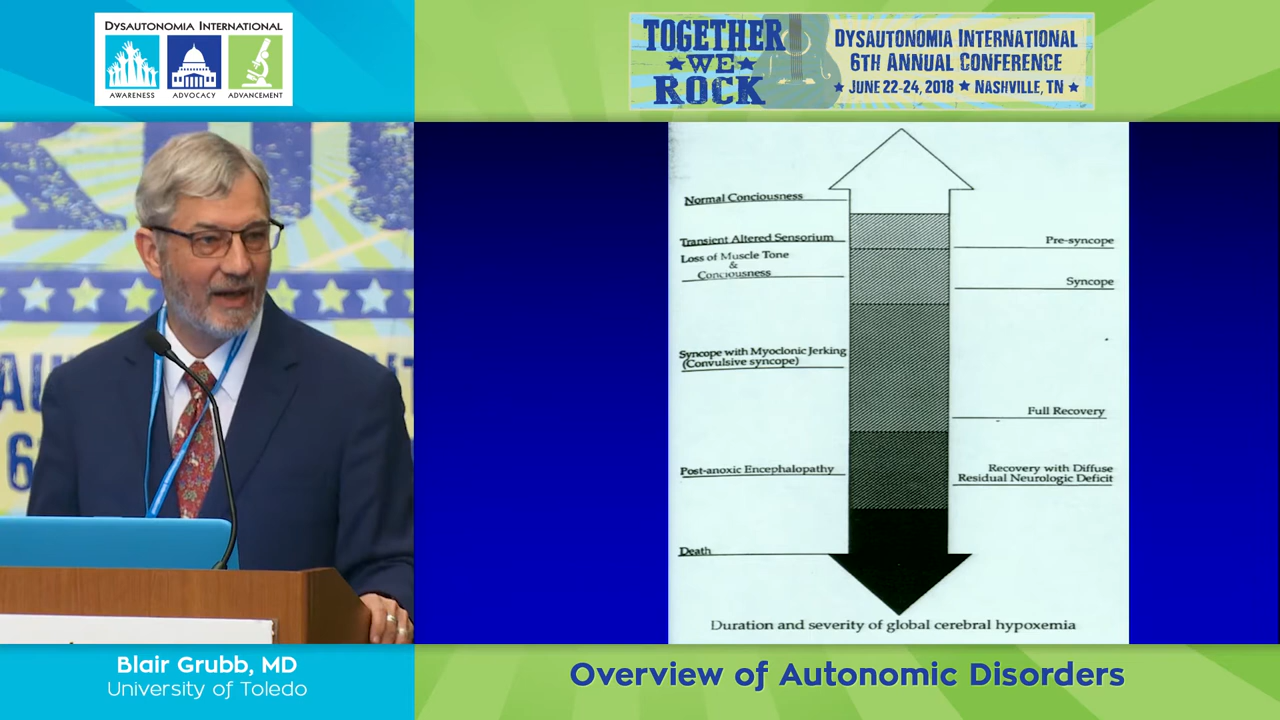 DYSAUTONOMIA INTERNATIONAL
AWARENESS
ADVOCACY
ADVANCEMENT
TOGETHER
WE
ROCK
DYSAUTONOMIA INTERNATIONAL
6TH ANNUAL CONFERENCE
JUNE 22-24, 2018 NASHVILLE, TN
Normal Conciousness
Transient Altered Sensorium
Loss of Muscle Tone
&
Conciousness
Syncope with Myoclonic Jerking
(Convulsive syncope)
Post-anoxic Encephalopathy
Death
Pre-syncope
Syncope
Full Recovery
Recovery with Diffuse
Residual Neurologic Deficit
Duration and severity of global cerebral hypoxemia
Blair Grubb, MD
University of Toledo
Overview of Autonomic Disorders